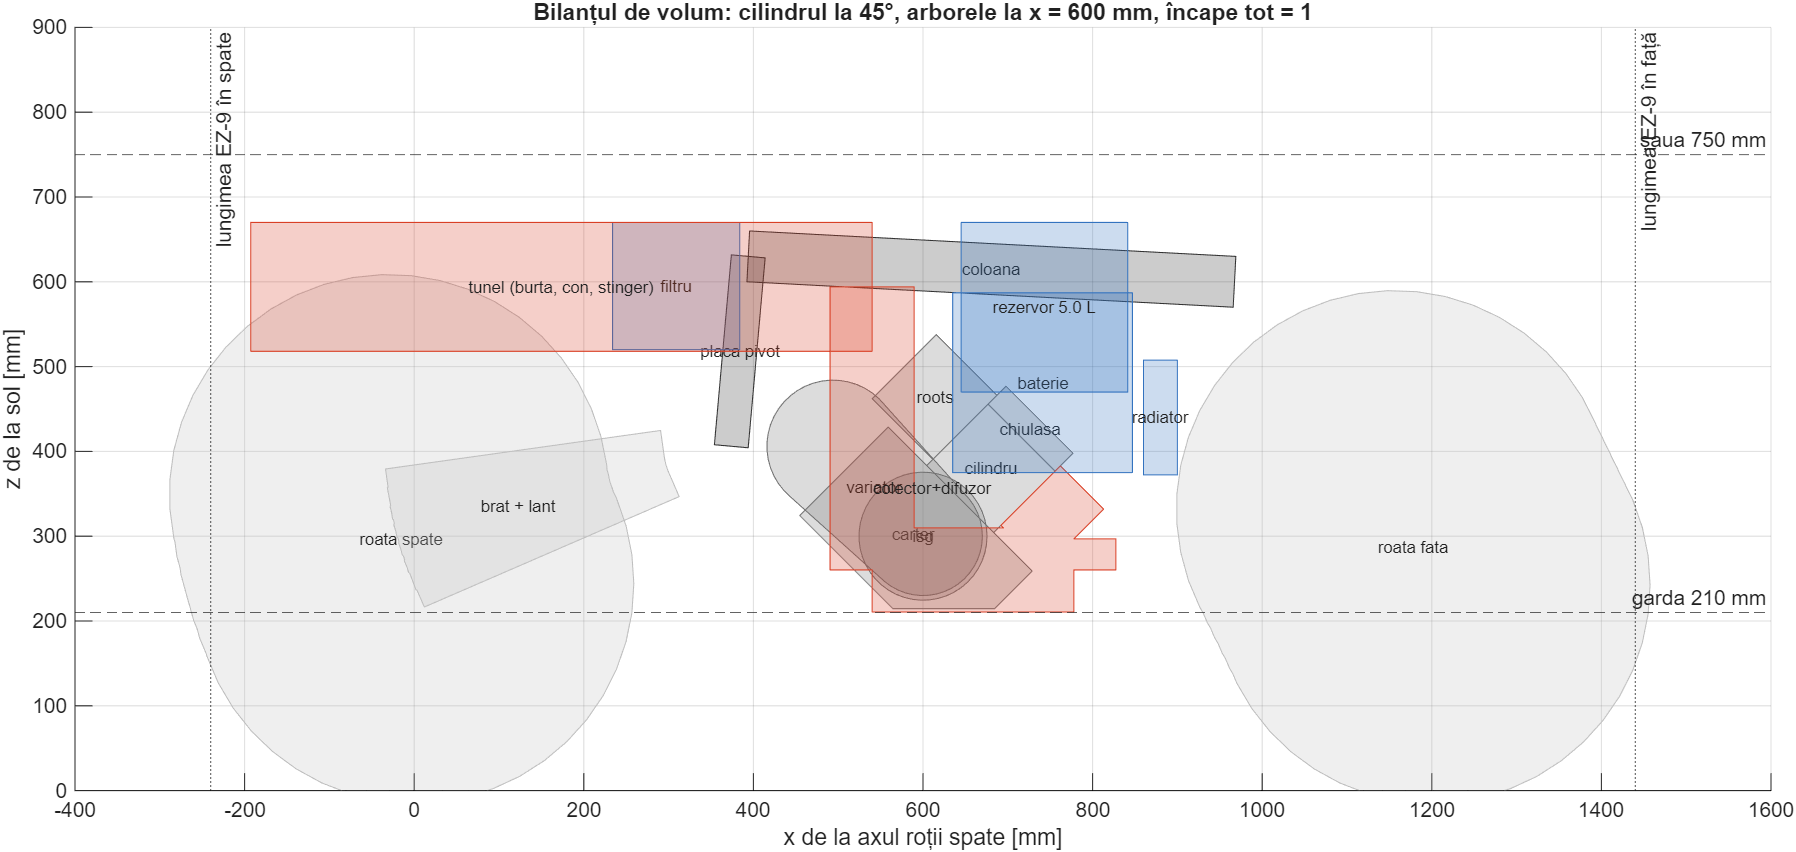 Bilanțul de volum: cilindrul la 45°, arborele la x = 600 mm, încape tot = 1
900
800
700
600
500
400
300
200
100
0
z de la sol [mm]
-400
-200
0
200
400
600
800
1000
1200
1400
1600
x de la axul roții spate [mm]
lungimea EZ-9 în spate
lungimea EZ-9 în față
șaua 750 mm
garda 210 mm
coloana
tunel (burta, con, stinger)
filtru
rezervor 5.0 L
placa pivot
baterie
roots
radiator
chiulasa
cilindru
variator
colector+difuzor
brat + lant
carter
isg
roata spate
roata fata